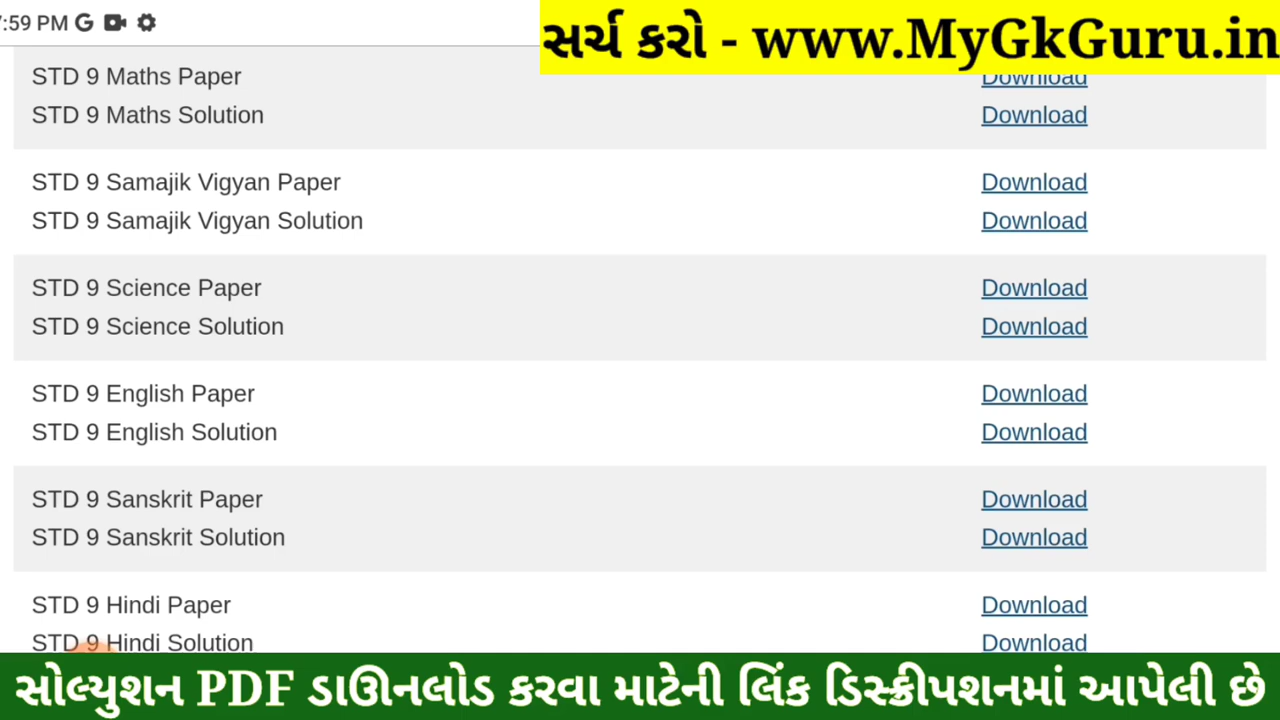 :59 PM G
સર્ચ કરો - www.MyGkGuru.in
STD 9 Maths Paper Download
STD 9 Maths Solution Download
STD 9 Samajik Vigyan Paper Download
STD 9 Samajik Vigyan Solution Download
STD 9 Science Paper Download
STD 9 Science Solution Download
STD 9 English Paper Download
STD 9 English Solution Download
STD 9 Sanskrit Paper Download
STD 9 Sanskrit Solution Download
STD 9 Hindi Paper Download
STD 9 Hindi Solution Download
સોલ્યુશન PDF ડાઊનલોડ કરવા માટેની લિંક ડિસ્ક્રીપશનમાં આપેલી છે